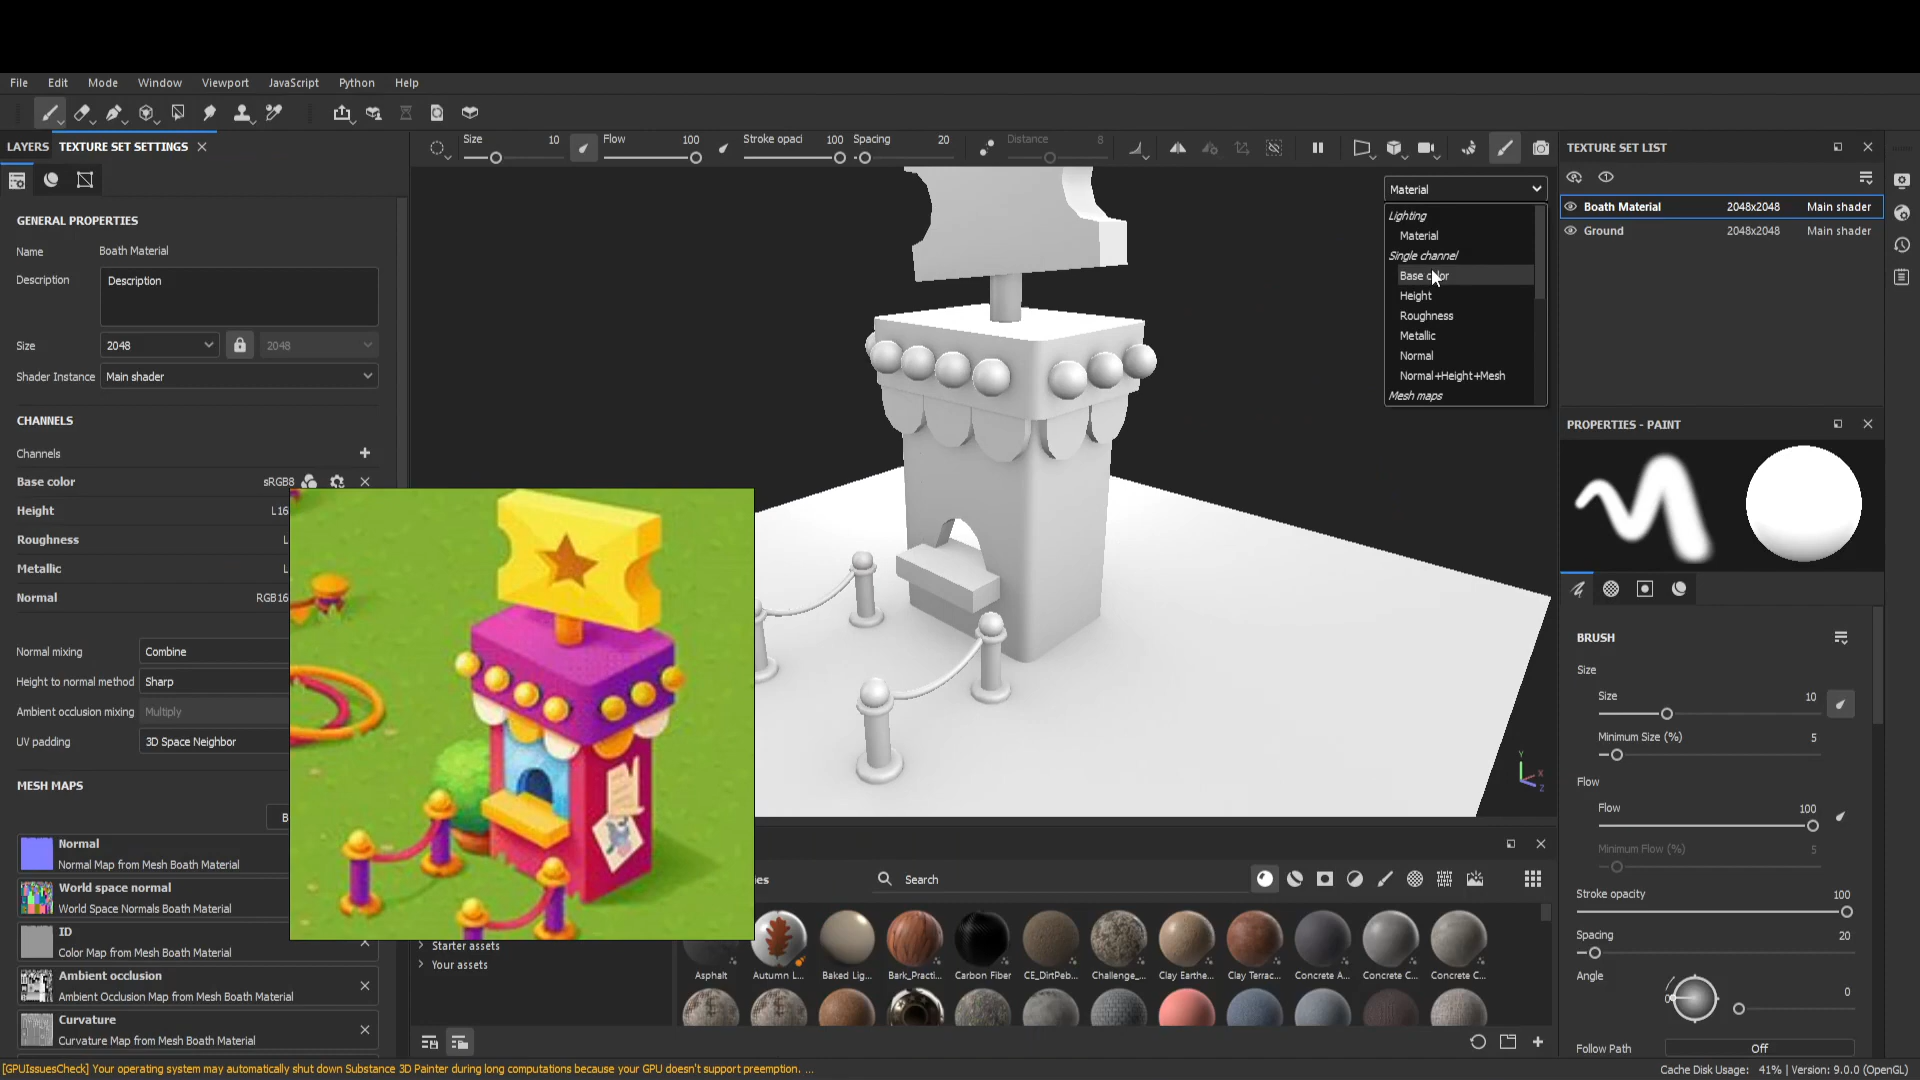 File Edit Mode Window Viewport JavaScript Python Help
LAYERS TEXTURE SET SETTINGS
Size 10 Flow 100 Stroke opaci 100 Spacing 20 Distance 8
GENERAL PROPERTIES
Name Boath Material
Description Description
Size 2048 2048
Shader Instance Main shader
CHANNELS
Channels
Base color sRGB8
Height L16
Roughness L
Metallic L
Normal RGB16
Normal mixing Combine
Height to normal method Sharp
Ambient occlusion mixing Multiply
UV padding 3D Space Neighbor
MESH MAPS
B
Normal
Normal Map from Mesh Boath Material
World space normal
World Space Normals Boath Material
ID
Color Map from Mesh Boath Material
Ambient occlusion
Ambient Occlusion Map from Mesh Boath Material
Curvature
Curvature Map from Mesh Boath Material
Material
Lighting
Material
Single channel
Base color
Height
Roughness
Metallic
Normal
Normal+Height+Mesh
Mesh maps
Y
X
Z
es
Search
Starter assets
Your assets
Asphalt Autumn L... Baked Lig... Bark_Practi... Carbon Fiber CE_DirtPeb... Challenge_... Clay Earthe... Clay Terrac... Concrete A... Concrete C... Concrete C...
TEXTURE SET LIST
Boath Material 2048x2048 Main shader
Ground 2048x2048 Main shader
PROPERTIES - PAINT
BRUSH
Size
Size 10
Minimum Size (%) 5
Flow
Flow 100
Minimum Flow (%) 5
Stroke opacity 100
Spacing 20
Angle
0
Follow Path Off
[GPUIssuesCheck] Your operating system may automatically shut down Substance 3D Painter during long computations because your GPU doesn't support preemption. ...
Cache Disk Usage: 41% | Version: 9.0.0 (OpenGL)